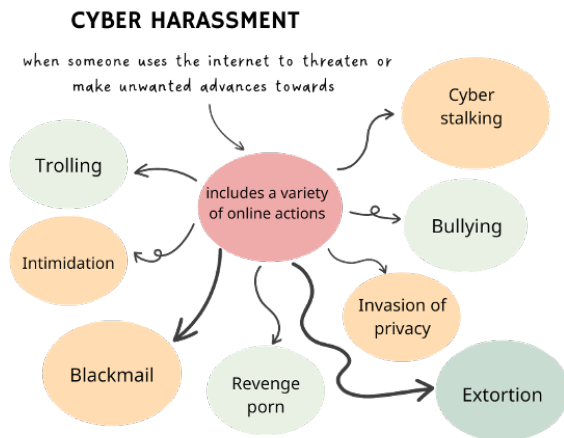 CYBER HARASSMENT
when someone uses the internet to threaten or
make unwanted advances towards
Cyber
stalking
Trolling
includes a variety
of online actions
Bullying
Intimidation
Invasion of
privacy
Blackmail
Revenge
porn
Extortion